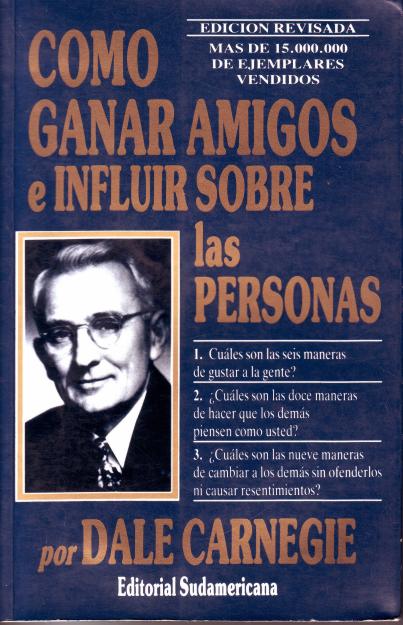 EDICION REVISADA
MAS DE 15.000.000
DE EJEMPLARES
VENDIDOS
COMO
GANAR AMIGOS
e INFLUIR SOBRE
las
PERSONAS
1. Cuáles son las seis maneras
de gustar a la gente?
2. ¿Cuáles son las doce maneras
de hacer que los demás
piensen como usted?
3. ¿Cuáles son las nueve maneras
de cambiar a los demás sin ofenderlos
ni causar resentimientos?
por DALE CARNEGIE
Editorial Sudamericana